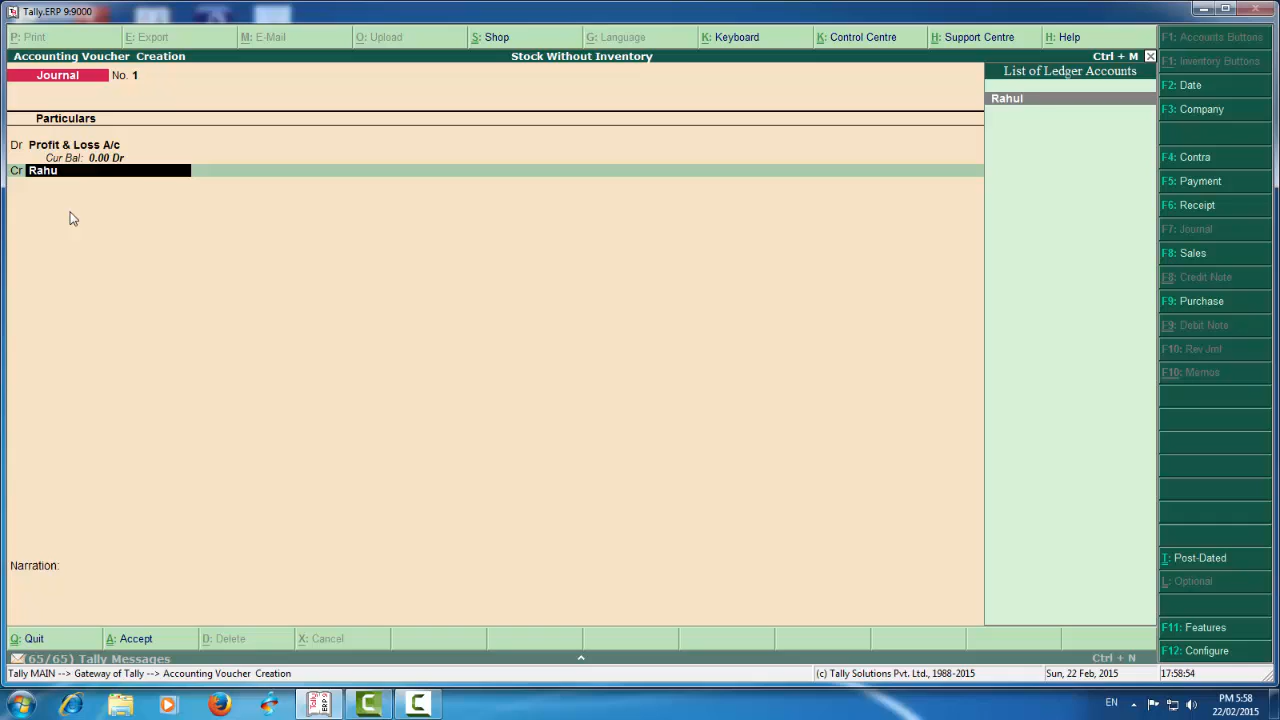 Tally.ERP 9:9000
P: Print E: Export M: E-Mail O: Upload S: Shop G: Language K: Keyboard K: Control Centre H: Support Centre H: Help
Accounting Voucher Creation Stock Without Inventory Ctrl + M
Journal No. 1
Particulars
Dr Profit & Loss A/c
Cur Bal: 0.00 Dr
Cr Rahu
Narration:
List of Ledger Accounts
Rahul
F1: Accounts Buttons
F1: Inventory Buttons
F2: Date
F3: Company
F4: Contra
F5: Payment
F6: Receipt
F7: Journal
F8: Sales
F8: Credit Note
F9: Purchase
F9: Debit Note
F10: Rev Jrnl
F10: Memos
T: Post-Dated
L: Optional
F11: Features
F12: Configure
Q: Quit A: Accept D: Delete X: Cancel
(65/65) Tally Messages Ctrl + N
Tally MAIN --> Gateway of Tally --> Accounting Voucher Creation (c) Tally Solutions Pvt. Ltd., 1988-2015 Sun, 22 Feb, 2015 17:58:54
Tally ERP 9
EN PM 5:58
22/02/2015